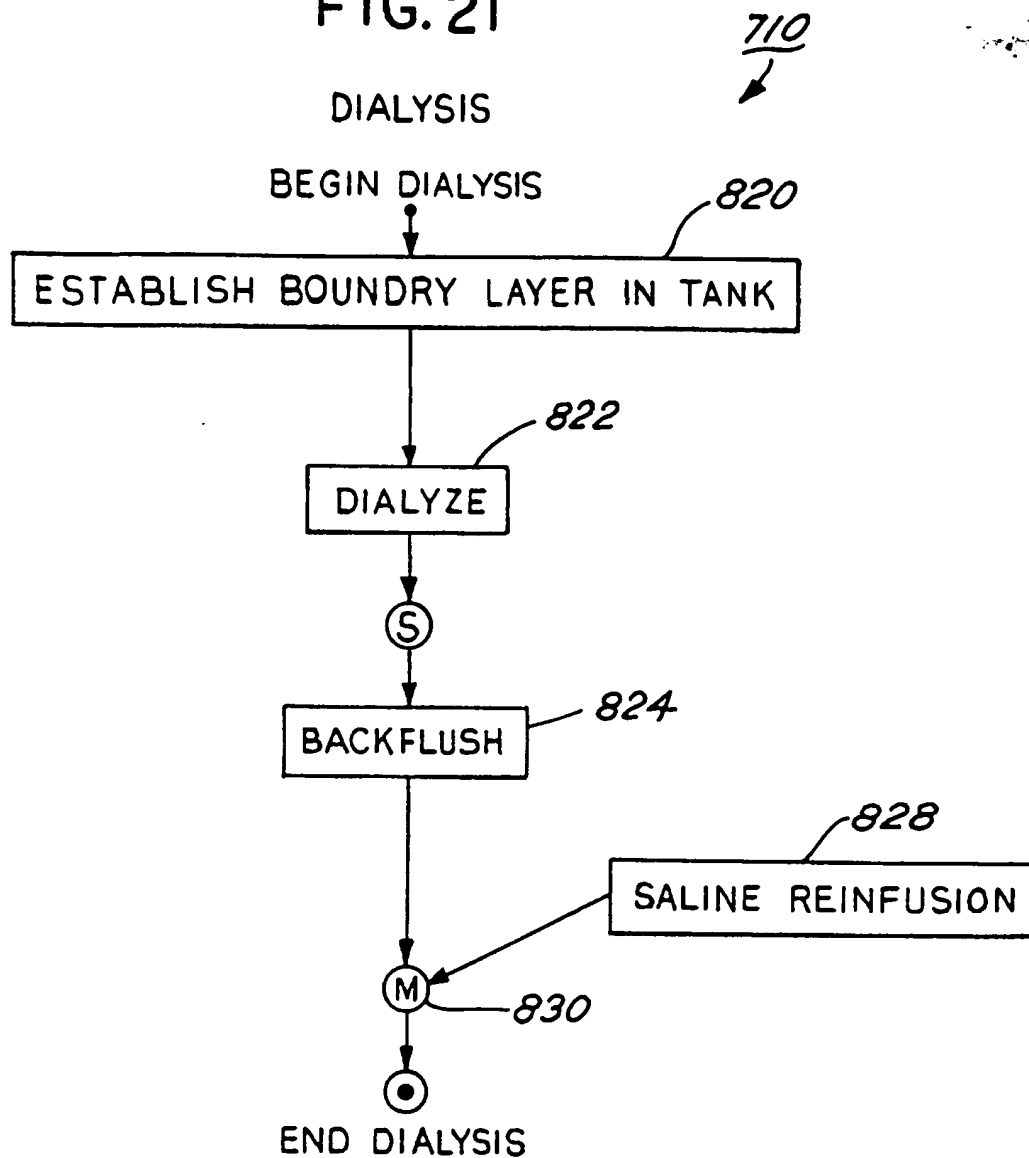 FIG. 21
710
DIALYSIS
BEGIN DIALYSIS
820
ESTABLISH BOUNDRY LAYER IN TANK
822
DIALYZE
S
824
BACKFLUSH
828
SALINE REINFUSION
M
830
END DIALYSIS